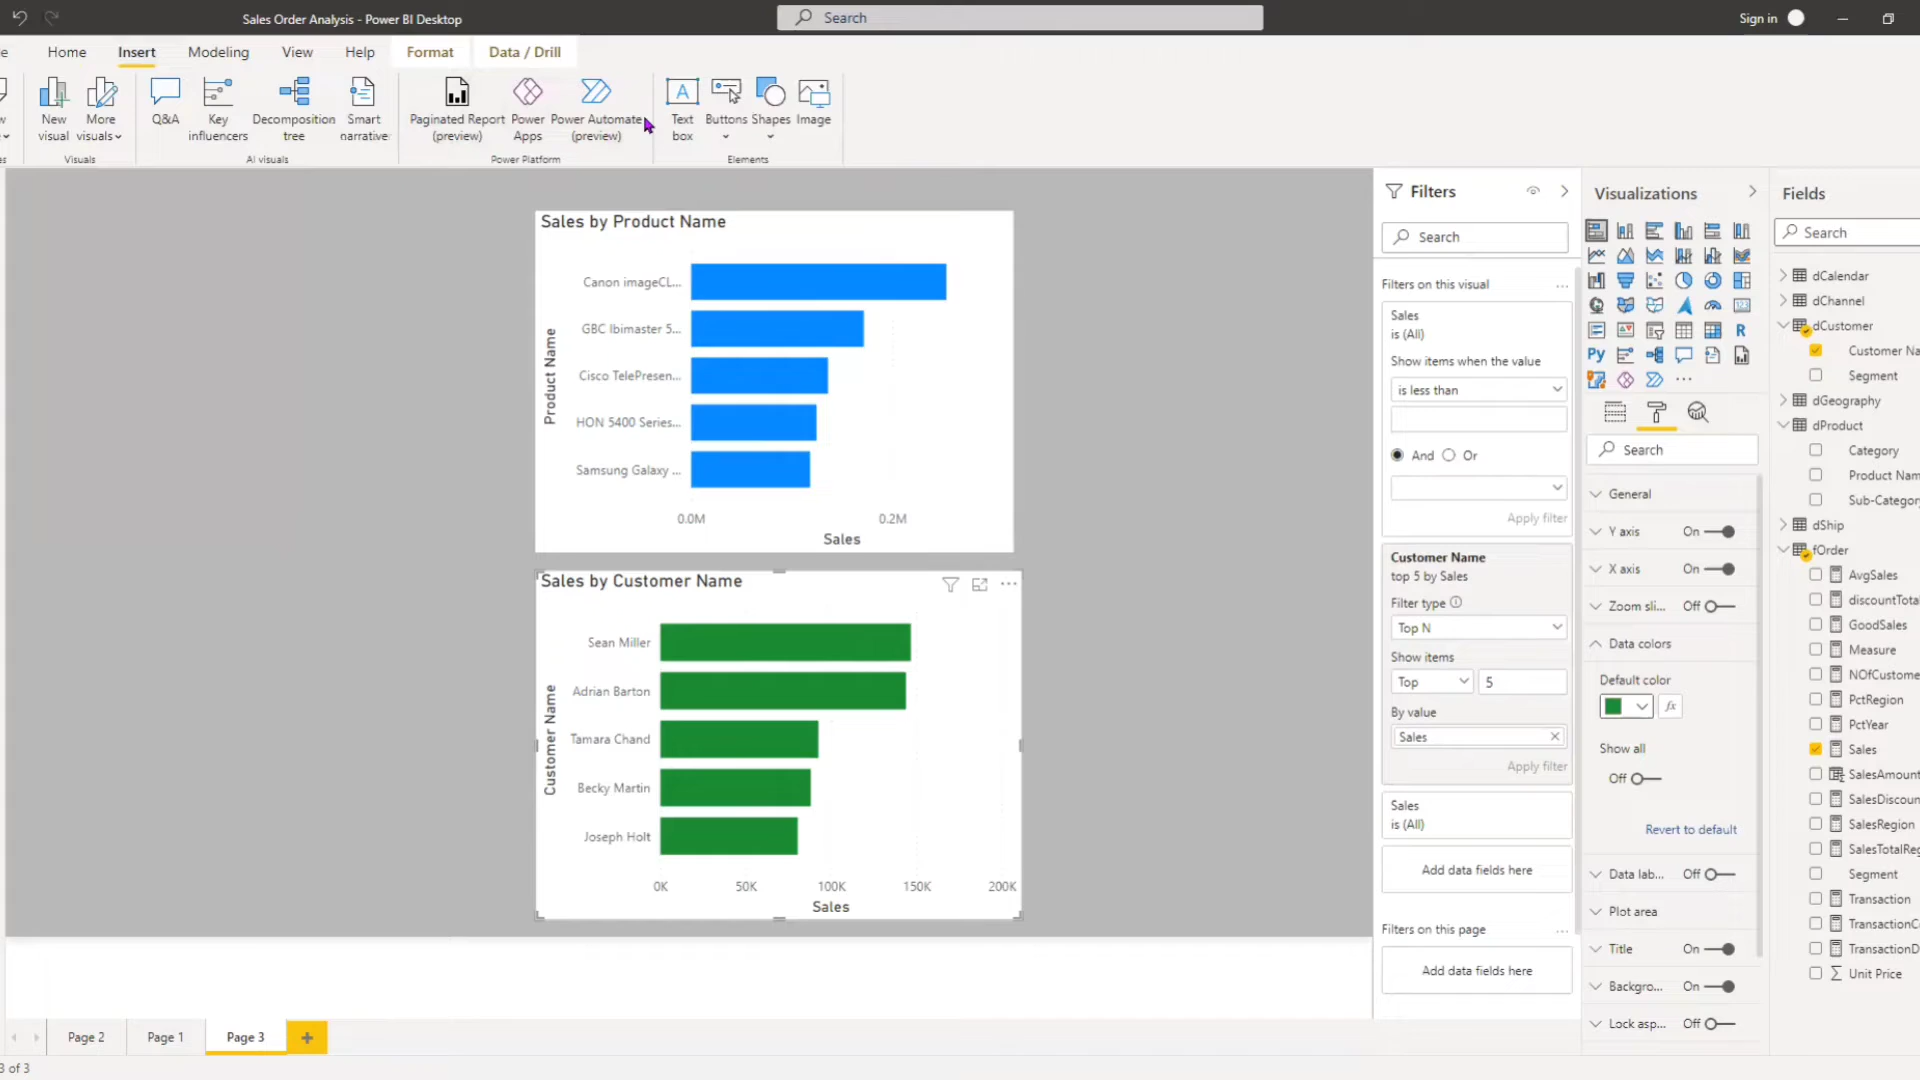 Sales Order Analysis - Power BI Desktop
Search
Sign in
Home
Insert
Modeling
View
Help
Format
Data / Drill
New visual
More visuals
Q&A
Key influencers
Decomposition tree
Smart narrative
Paginated Report (preview)
Power Apps
Power Automate (preview)
Text box
Buttons
Shapes
Image
Visuals
AI visuals
Power Platform
Elements
Sales by Product Name
Product Name
Canon imageCL...
GBC Ibimaster 5...
Cisco TelePresen...
HON 5400 Series...
Samsung Galaxy ...
0.0M
0.2M
Sales
Sales by Customer Name
Customer Name
Sean Miller
Adrian Barton
Tamara Chand
Becky Martin
Joseph Holt
0K
50K
100K
150K
200K
Sales
Filters
Search
Filters on this visual
Sales
is (All)
Show items when the value
is less than
And
Or
Apply filter
Customer Name
top 5 by Sales
Filter type
Top N
Show items
Top
5
By value
Sales
Apply filter
Sales
is (All)
Add data fields here
Filters on this page
Add data fields here
Visualizations
R
Py
Search
General
Y axis On
X axis On
Zoom sli... Off
Data colors
Default color
fx
Show all
Off
Revert to default
Data lab... Off
Plot area
Title On
Backgro... On
Lock asp... Off
Fields
Search
dCalendar
dChannel
dCustomer
Customer Na
Segment
dGeography
dProduct
Category
Product Nam
Sub-Category
dShip
fOrder
AvgSales
discountTota
GoodSales
Measure
NOfCustome
PctRegion
PctYear
Sales
SalesAmount
SalesDiscoun
SalesRegion
SalesTotalReg
Segment
Transaction
TransactionC
TransactionD
Unit Price
Page 2
Page 1
Page 3
3 of 3